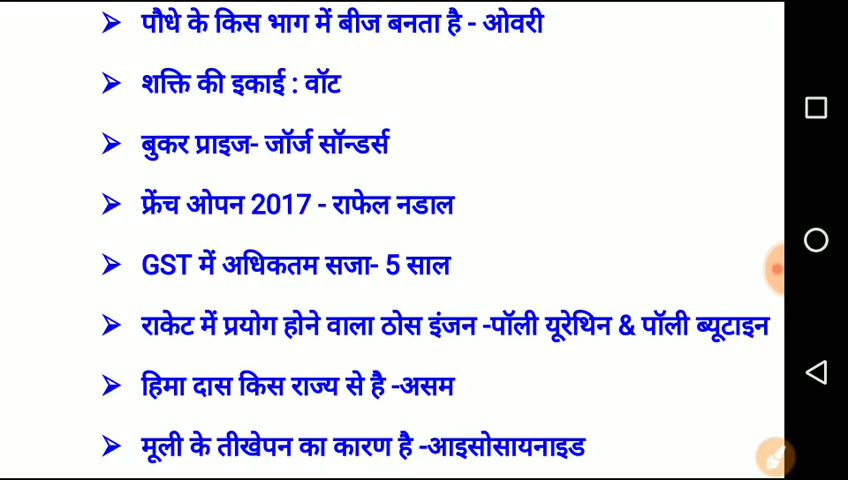 ➤ पौधे के किस भाग में बीज बनता है - ओवरी
➤ शक्ति की इकाई : वॉट
➤ बुकर प्राइज- जॉर्ज सॉन्डर्स
➤ फ्रेंच ओपन 2017 - राफेल नडाल
➤ GST में अधिकतम सजा- 5 साल
➤ राकेट में प्रयोग होने वाला ठोस इंजन -पॉली यूरेथिन & पॉली ब्यूटाइन
➤ हिमा दास किस राज्य से है -असम
➤ मूली के तीखेपन का कारण है -आइसोसायनाइड